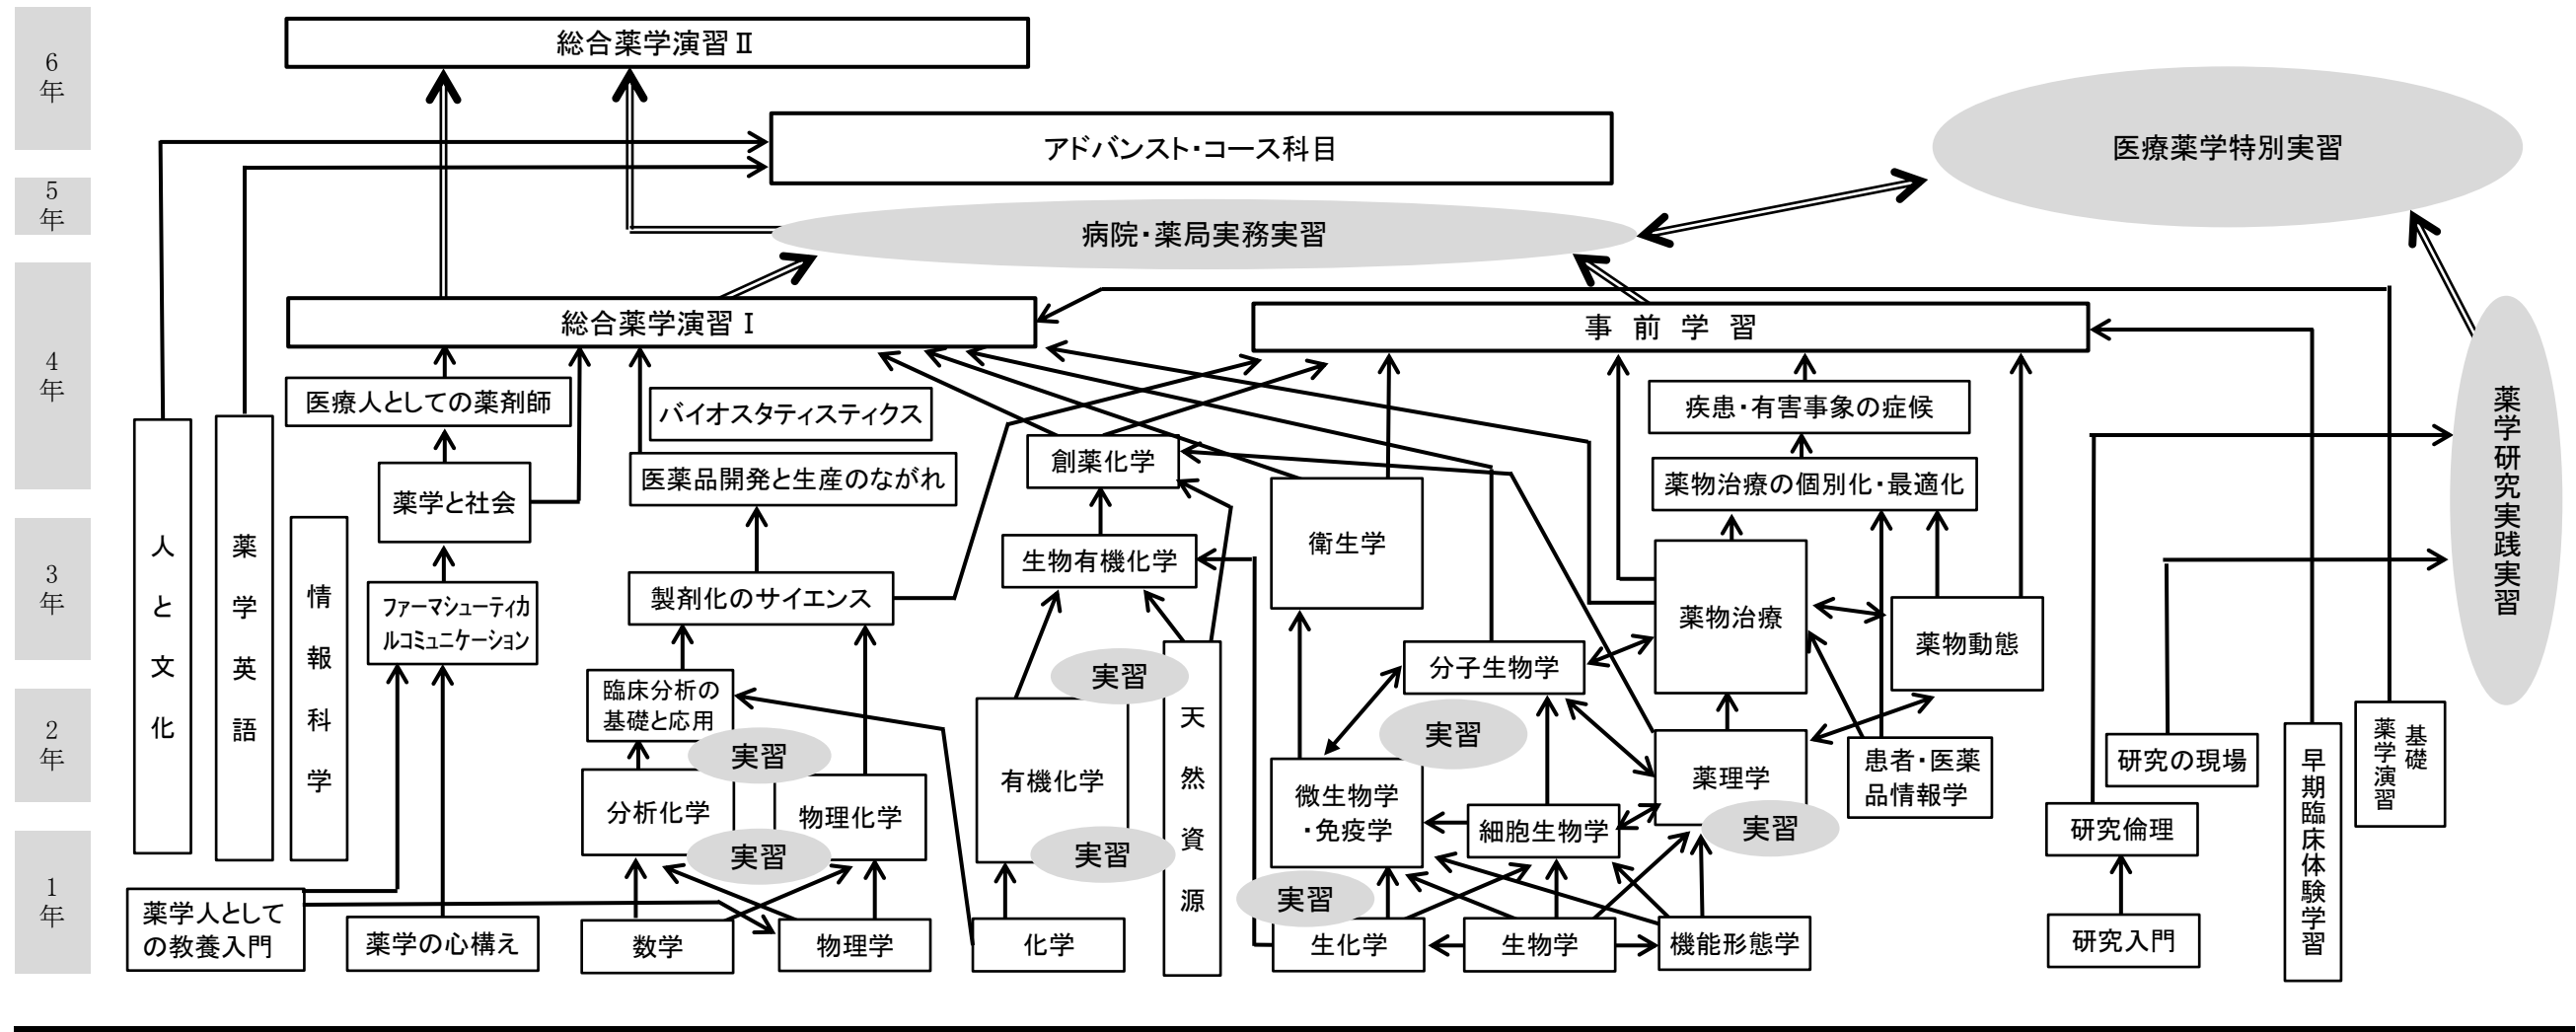 6
年
5
年
4
年
3
年
2
年
1
年
総合薬学演習Ⅱ
アドバンスト・コース科目
医療薬学特別実習
病院・薬局実務実習
総合薬学演習Ⅰ
事前学習
医療人としての薬剤師
バイオスタティスティクス
疾患・有害事象の症候
薬学と社会
医薬品開発と生産のながれ
創薬化学
薬物治療の個別化・最適化
薬学研究実践実習
人と文化
薬学英語
情報科学
ファーマシューティカ
ルコミュニケーション
製剤化のサイエンス
生物有機化学
衛生学
薬物治療
薬物動態
分子生物学
臨床分析の
基礎と応用
実習
実習
実習
分析化学
物理化学
実習
有機化学
実習
天然資源
微生物学
・免疫学
実習
細胞生物学
薬理学
実習
患者・医薬
品情報学
研究の現場
研究倫理
早期臨床体験学習
基礎
薬学演習
薬学人として
の教養入門
薬学の心構え
数学
物理学
化学
生化学
生物学
機能形態学
研究入門